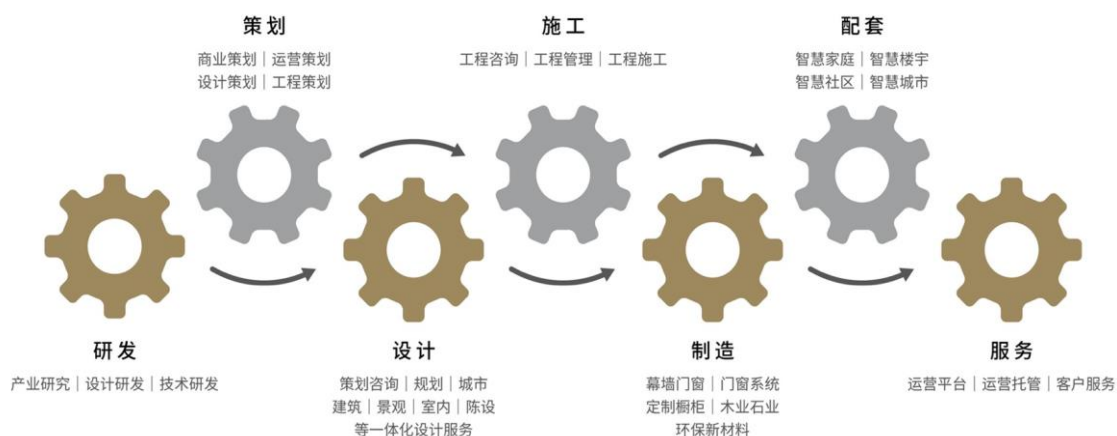 策划
商业策划｜运营策划
设计策划｜工程策划
施工
工程咨询｜工程管理｜工程施工
配套
智慧家庭｜智慧楼宇
智慧社区｜智慧城市
研发
产业研究｜设计研发｜技术研发
设计
策划咨询｜规划｜城市
建筑｜景观｜室内｜陈设
等一体化设计服务
制造
幕墙门窗｜门窗系统
定制橱柜｜木业石业
环保新材料
服务
运营平台｜运营托管｜客户服务